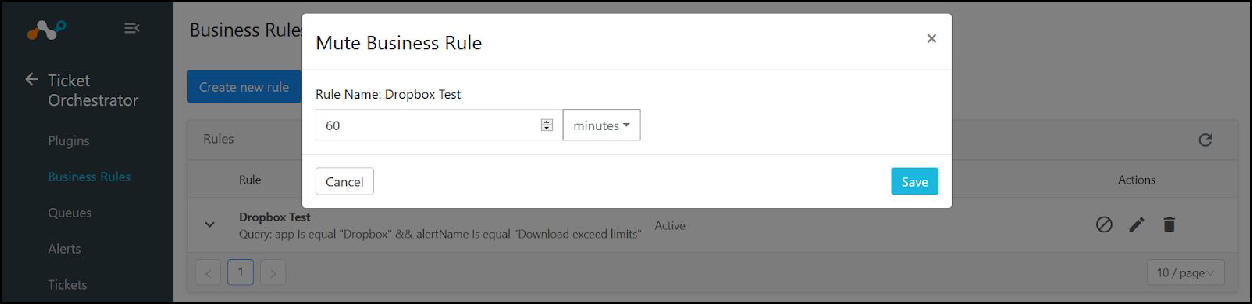 Ticket
Orchestrator
Plugins
Business Rules
Queues
Alerts
Tickets
Business Rules
Create new rule
Mute Business Rule
×
Rule Name: Dropbox Test
60
minutes
Cancel
Save
Rules
Rule
Actions
Dropbox Test
Query: app Is equal "Dropbox" && alertName Is equal "Download exceed limits"
Active
<
1
>
10 / page